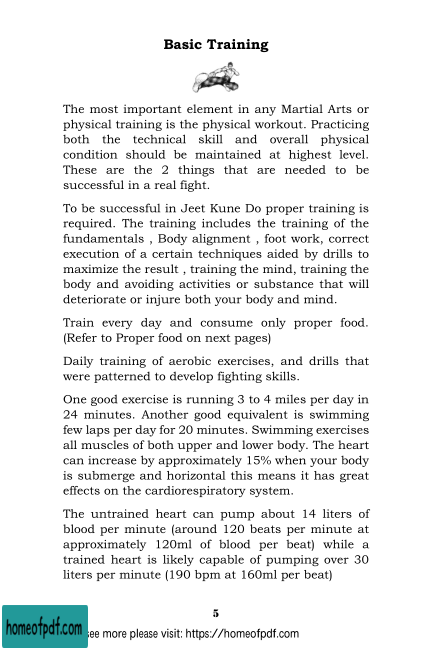 Basic Training
The most important element in any Martial Arts or
physical training is the physical workout. Practicing
both the technical skill and overall physical
condition should be maintained at highest level.
These are the 2 things that are needed to be
successful in a real fight.
To be successful in Jeet Kune Do proper training is
required. The training includes the training of the
fundamentals , Body alignment , foot work, correct
execution of a certain techniques aided by drills to
maximize the result , training the mind, training the
body and avoiding activities or substance that will
deteriorate or injure both your body and mind.
Train every day and consume only proper food.
(Refer to Proper food on next pages)
Daily training of aerobic exercises, and drills that
were patterned to develop fighting skills.
One good exercise is running 3 to 4 miles per day in
24 minutes. Another good equivalent is swimming
few laps per day for 20 minutes. Swimming exercises
all muscles of both upper and lower body. The heart
can increase by approximately 15% when your body
is submerge and horizontal this means it has great
effects on the cardiorespiratory system.
The untrained heart can pump about 14 liters of
blood per minute (around 120 beats per minute at
approximately 120ml of blood per beat) while a
trained heart is likely capable of pumping over 30
liters per minute (190 bpm at 160ml per beat)
5
homeofpdf.com
see more please visit: https://homeofpdf.com